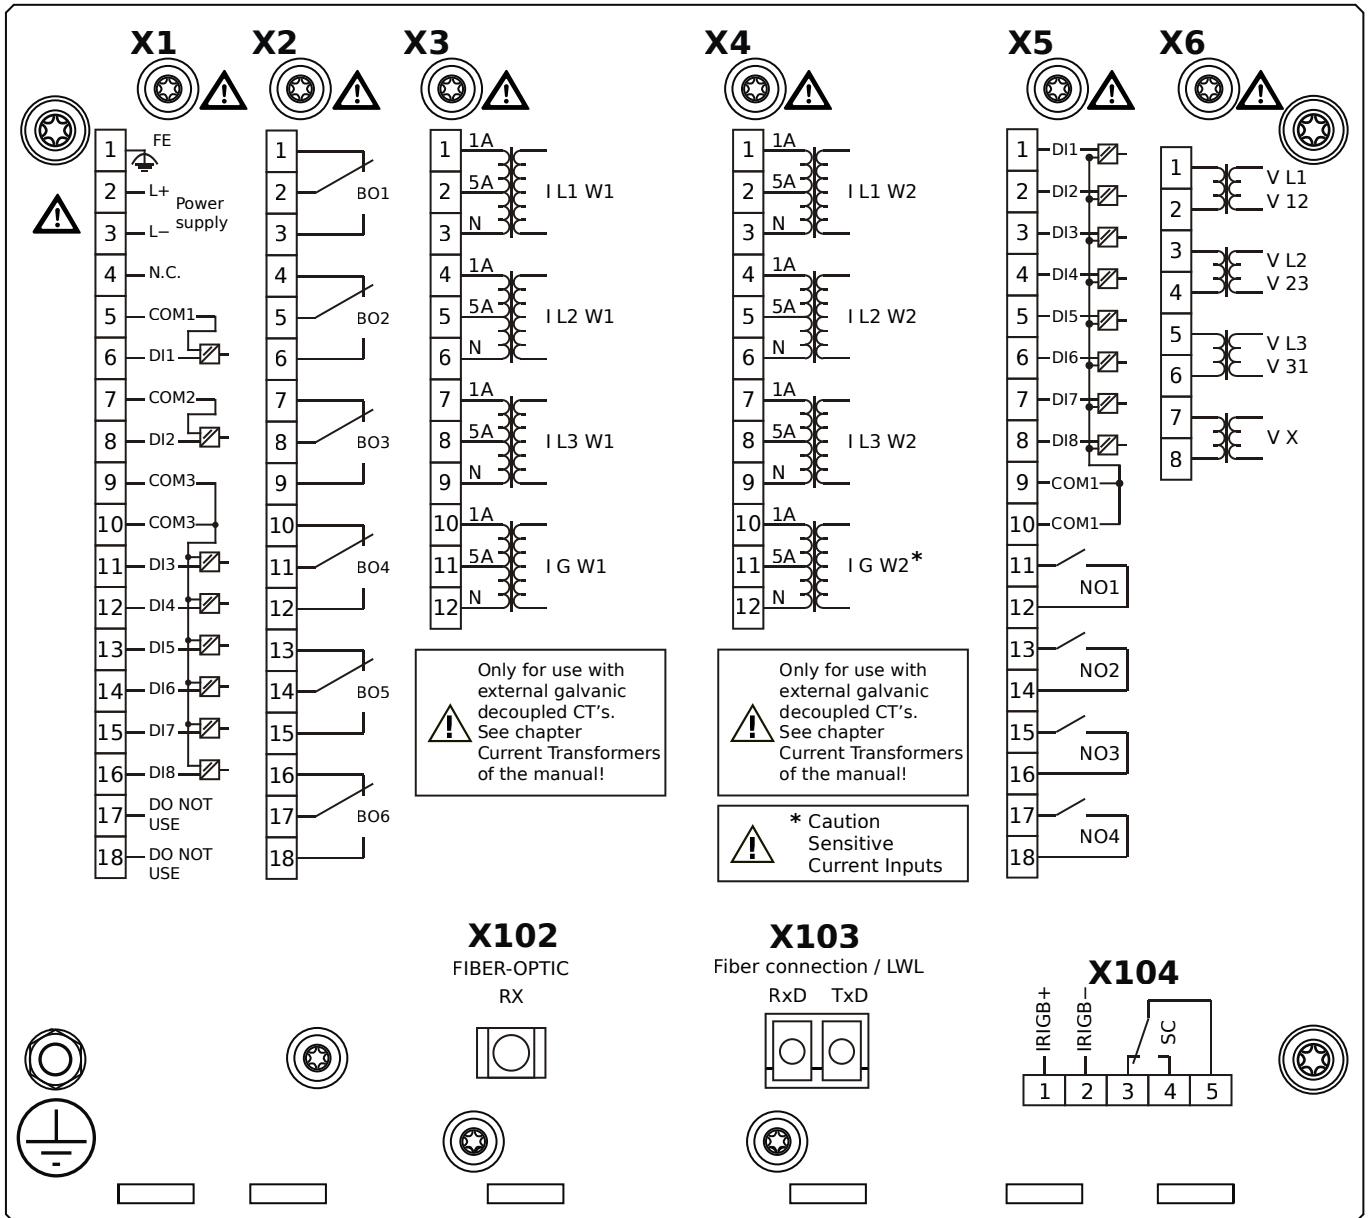 X1 X2 X3 X4 X5 X6
1 FE
2 L+
Power
supply
3 L−
4 N.C.
5 COM1
6 DI1
7 COM2
8 DI2
9 COM3
10 COM3
11 DI3
12 DI4
13 DI5
14 DI6
15 DI7
16 DI8
17 DO NOT
USE
18 DO NOT
USE
1
2 BO1
3
4
5 BO2
6
7
8 BO3
9
10
11 BO4
12
13
14 BO5
15
16
17 BO6
18
1 1A
2 5A I L1 W1
3 N
4 1A
5 5A I L2 W1
6 N
7 1A
8 5A I L3 W1
9 N
10 1A
11 5A I G W1
12 N
Only for use with
external galvanic
decoupled CT's.
See chapter
Current Transformers
of the manual!
1 1A
2 5A I L1 W2
3 N
4 1A
5 5A I L2 W2
6 N
7 1A
8 5A I L3 W2
9 N
10 1A
11 5A I G W2*
12 N
Only for use with
external galvanic
decoupled CT's.
See chapter
Current Transformers
of the manual!
* Caution
Sensitive
Current Inputs
1 DI1
2 DI2
3 DI3
4 DI4
5 DI5
6 DI6
7 DI7
8 DI8
9 COM1
10 COM1
11
NO1
12
13
NO2
14
15
NO3
16
17
NO4
18
1
V L1
V 12
2
3
V L2
V 23
4
5
V L3
V 31
6
7
V X
8
X102
FIBER-OPTIC
RX
X103
Fiber connection / LWL
RxD TxD
X104
IRIGB+
IRIGB−
SC
1 2 3 4 5